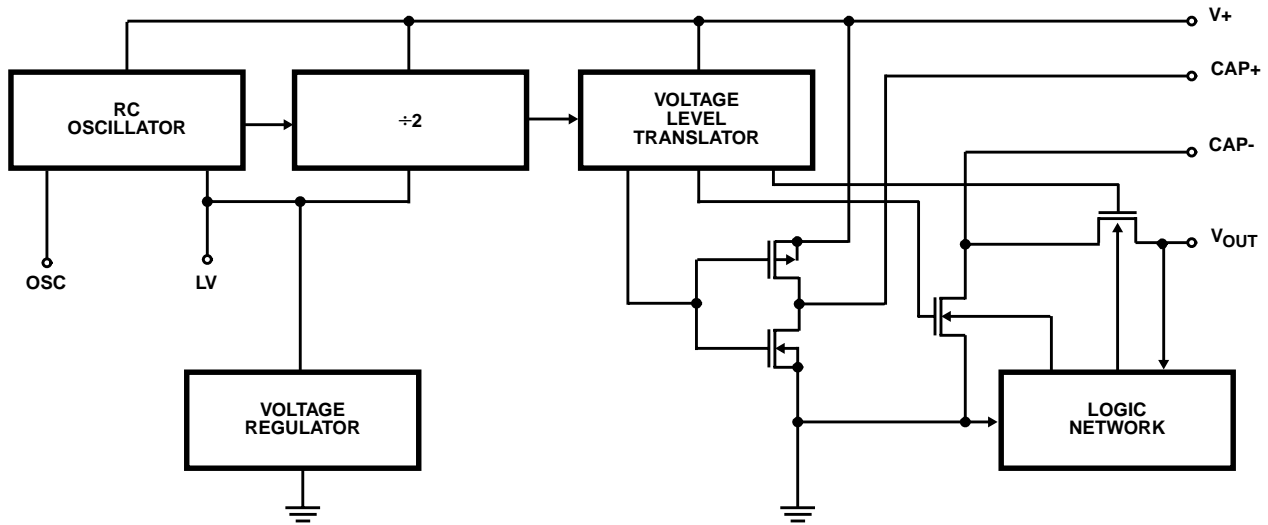 V+
CAP+
RC
OSCILLATOR
÷2
VOLTAGE
LEVEL
TRANSLATOR
CAP-
VOUT
OSC
LV
VOLTAGE
REGULATOR
LOGIC
NETWORK